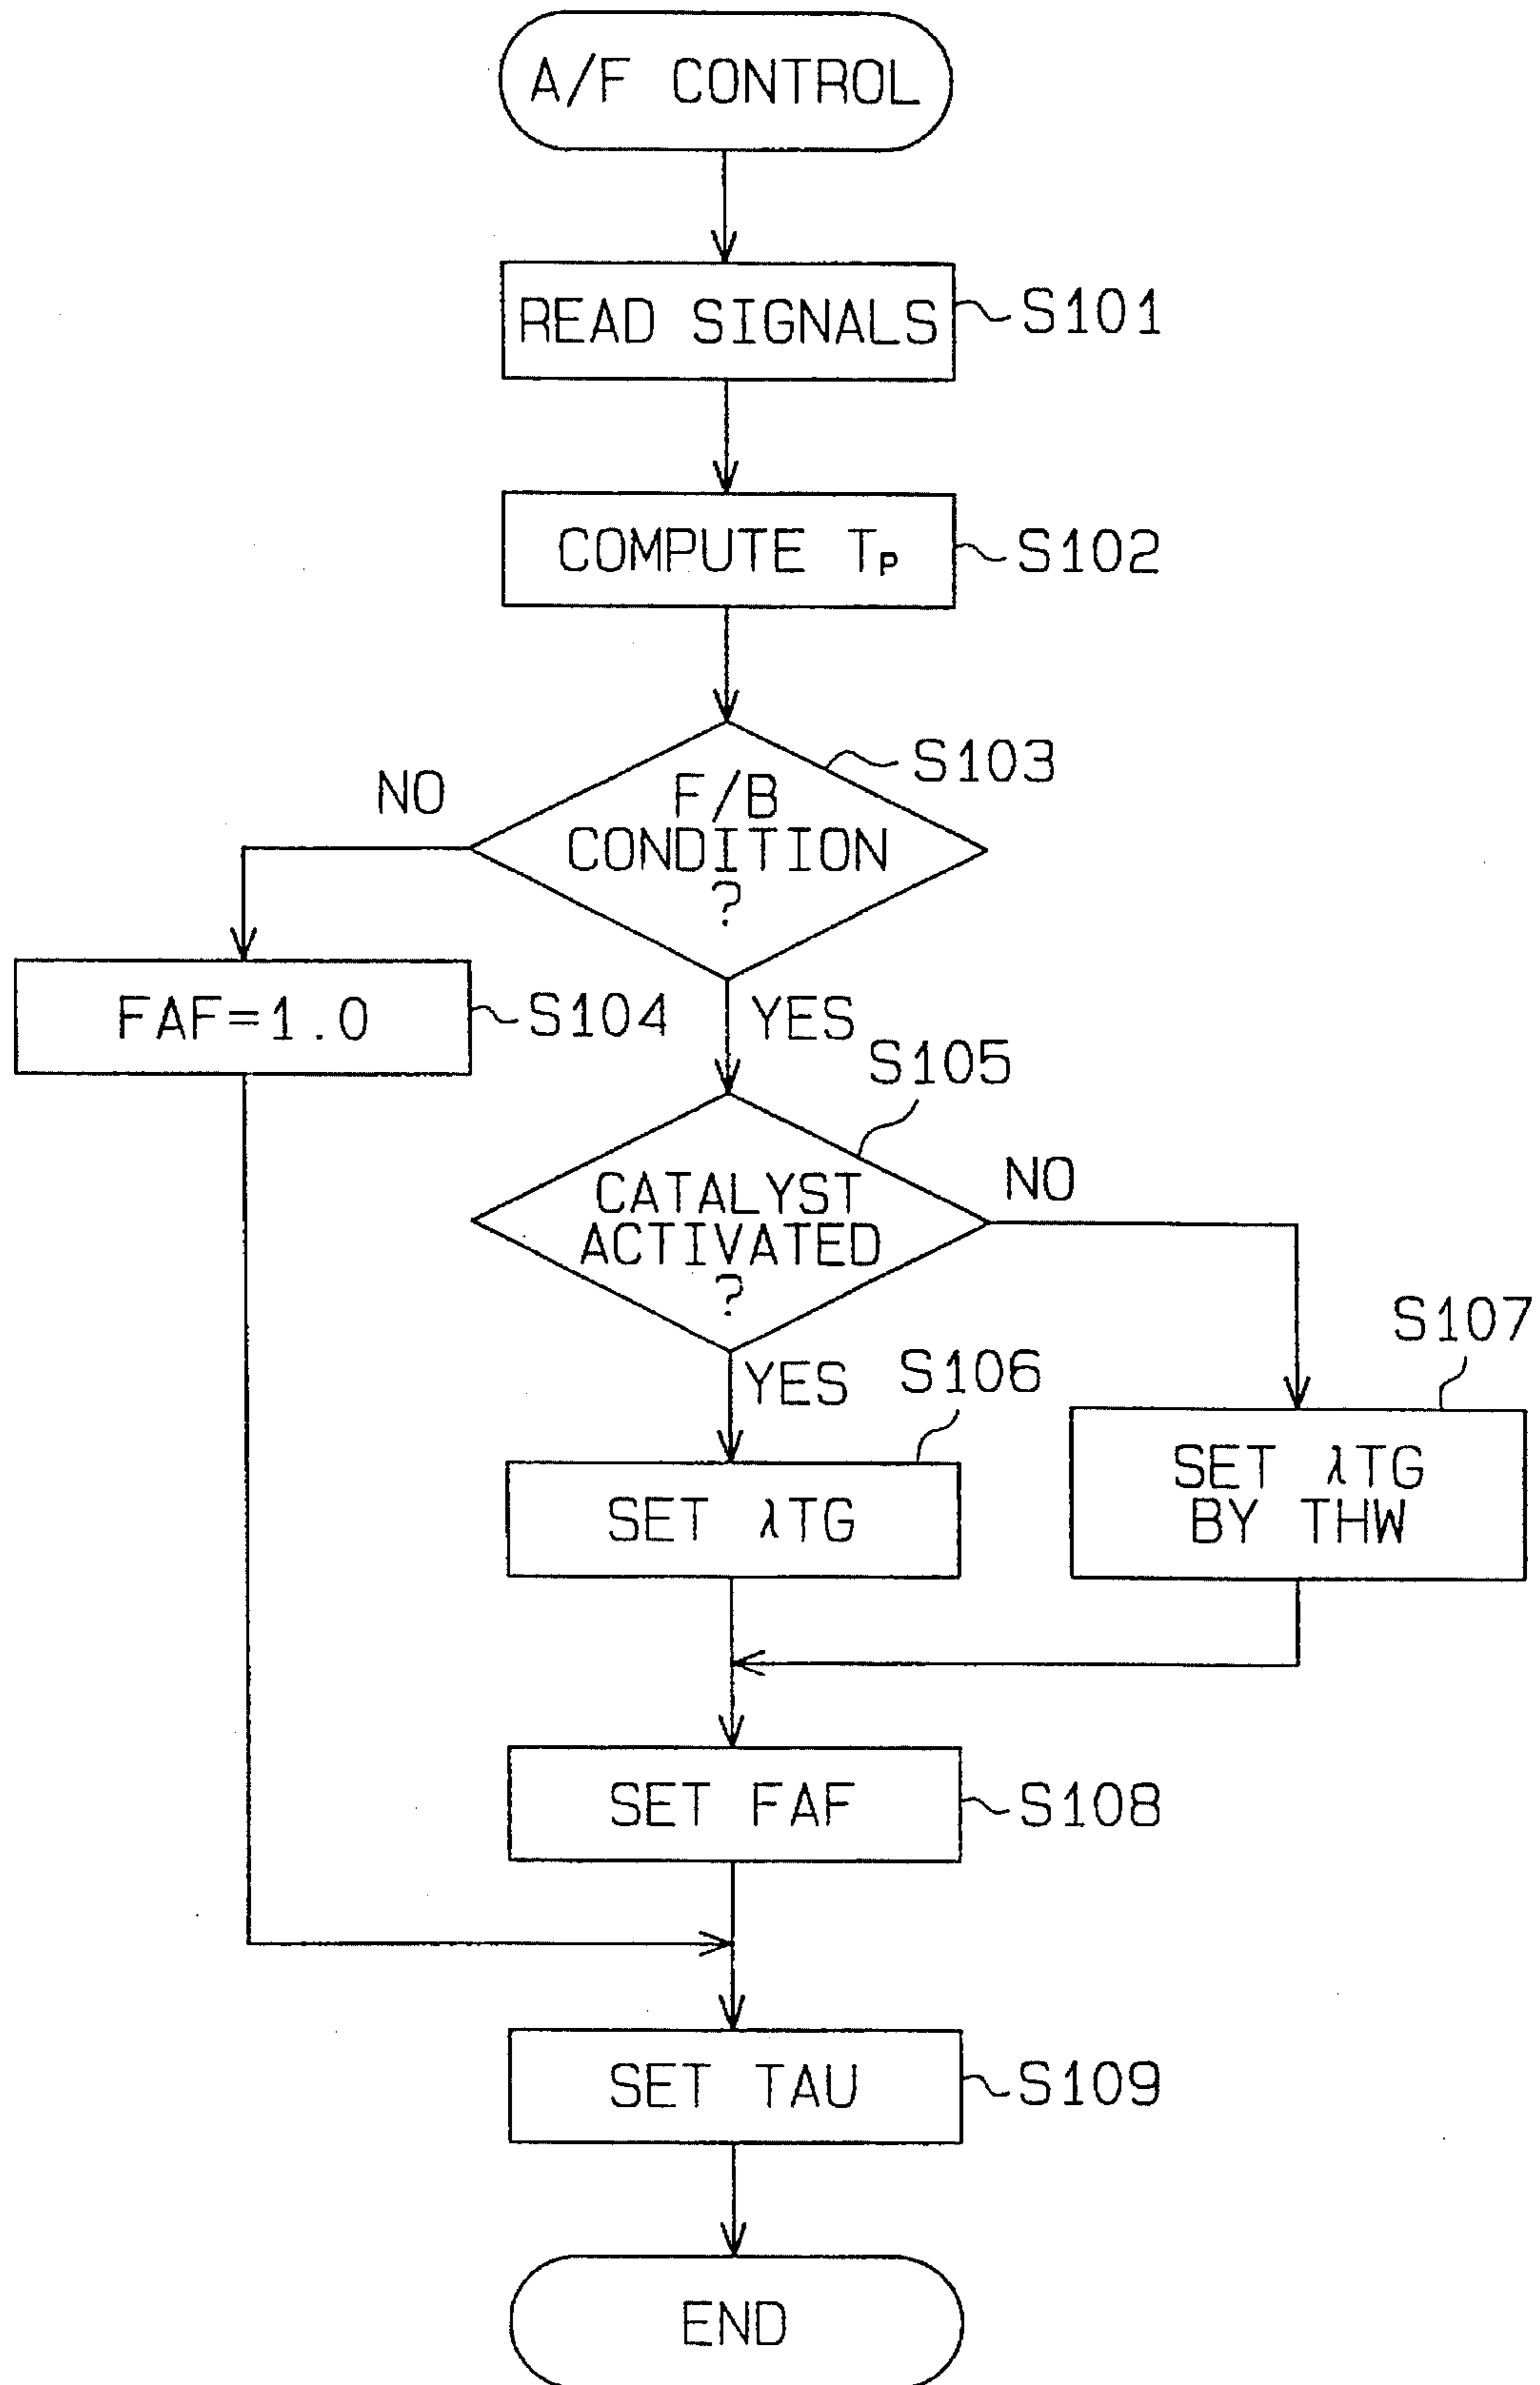 A/F CONTROL
READ SIGNALS
S101
COMPUTE TP
S102
S103
F/B
CONDITION
?
NO
FAF=1.0
S104
YES
S105
CATALYST
ACTIVATED
?
NO
YES
S106
S107
SET λTG
SET λTG
BY THW
SET FAF
S108
SET TAU
S109
END